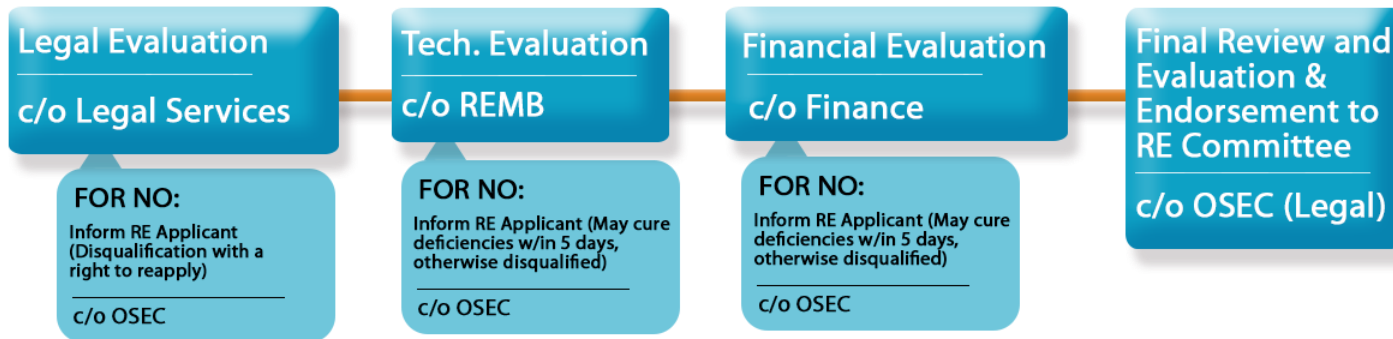 Legal Evaluation
c/o Legal Services
FOR NO:
Inform RE Applicant
(Disqualification with a
right to reapply)
c/o OSEC
Tech. Evaluation
c/o REMB
FOR NO:
Inform RE Applicant (May cure
deficiencies w/in 5 days,
otherwise disqualified)
c/o OSEC
Financial Evaluation
c/o Finance
FOR NO:
Inform RE Applicant (May cure
deficiencies w/in 5 days,
otherwise disqualified)
c/o OSEC
Final Review and
Evaluation &
Endorsement to
RE Committee
c/o OSEC (Legal)